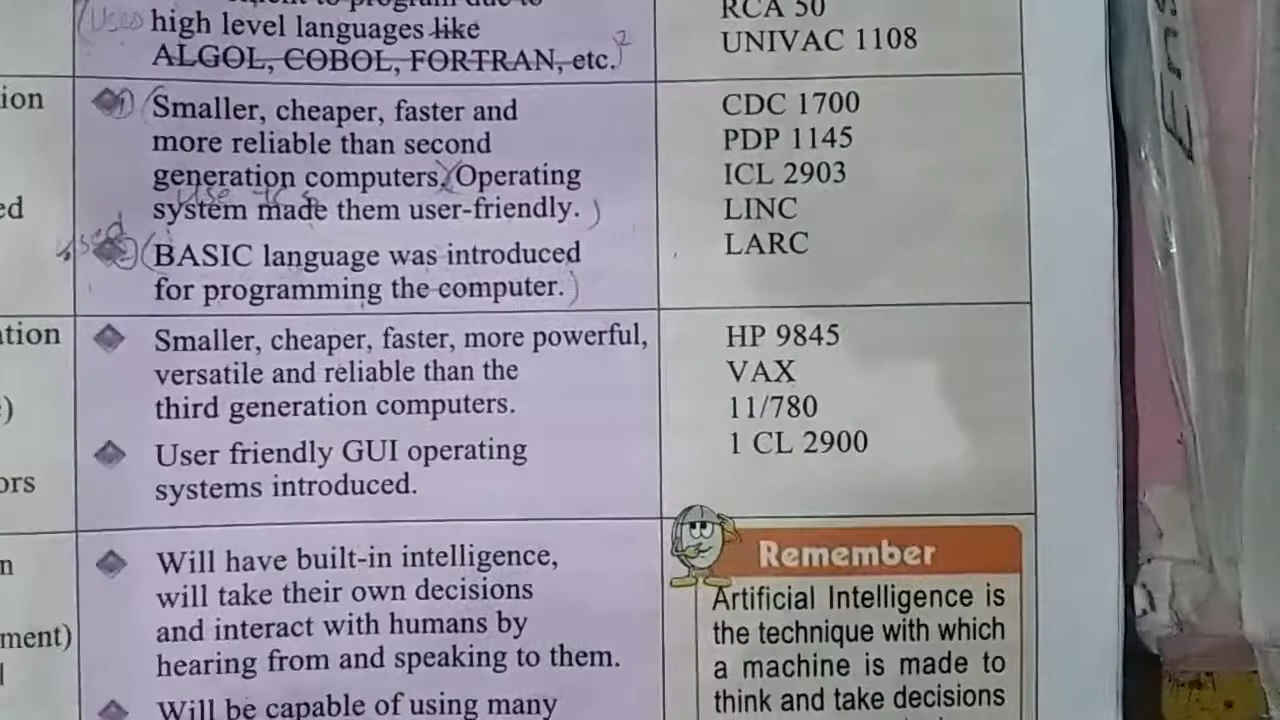 Used high level languages like
ALGOL, COBOL, FORTRAN, etc.
RCA 50
UNIVAC 1108
ion
ed
Smaller, cheaper, faster and
more reliable than second
generation computers. Operating
system made them user-friendly.
used
BASIC language was introduced
for programming the computer.
CDC 1700
PDP 1145
ICL 2903
LINC
LARC
ation
)
ors
Smaller, cheaper, faster, more powerful,
versatile and reliable than the
third generation computers.
User friendly GUI operating
systems introduced.
HP 9845
VAX
11/780
1 CL 2900
n
ment)
Will have built-in intelligence,
will take their own decisions
and interact with humans by
hearing from and speaking to them.
Will be capable of using many
Remember
Artificial Intelligence is
the technique with which
a machine is made to
think and take decisions